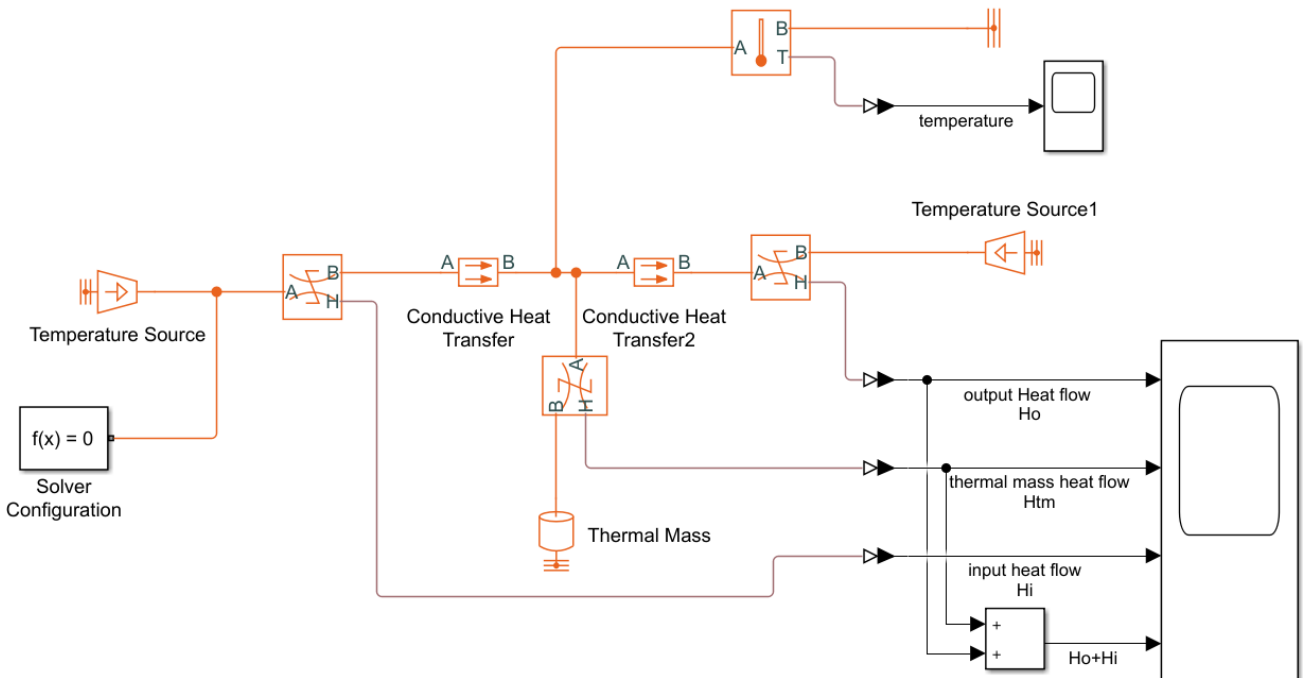 B
A
T
temperature
Temperature Source1
A B
A B
B
A
H
B
A
H
Temperature Source
Conductive Heat
Transfer
Conductive Heat
Transfer2
A
B H
output Heat flow
Ho
f(x) = 0
Solver
Configuration
thermal mass heat flow
Htm
Thermal Mass
input heat flow
Hi
+
+
Ho+Hi